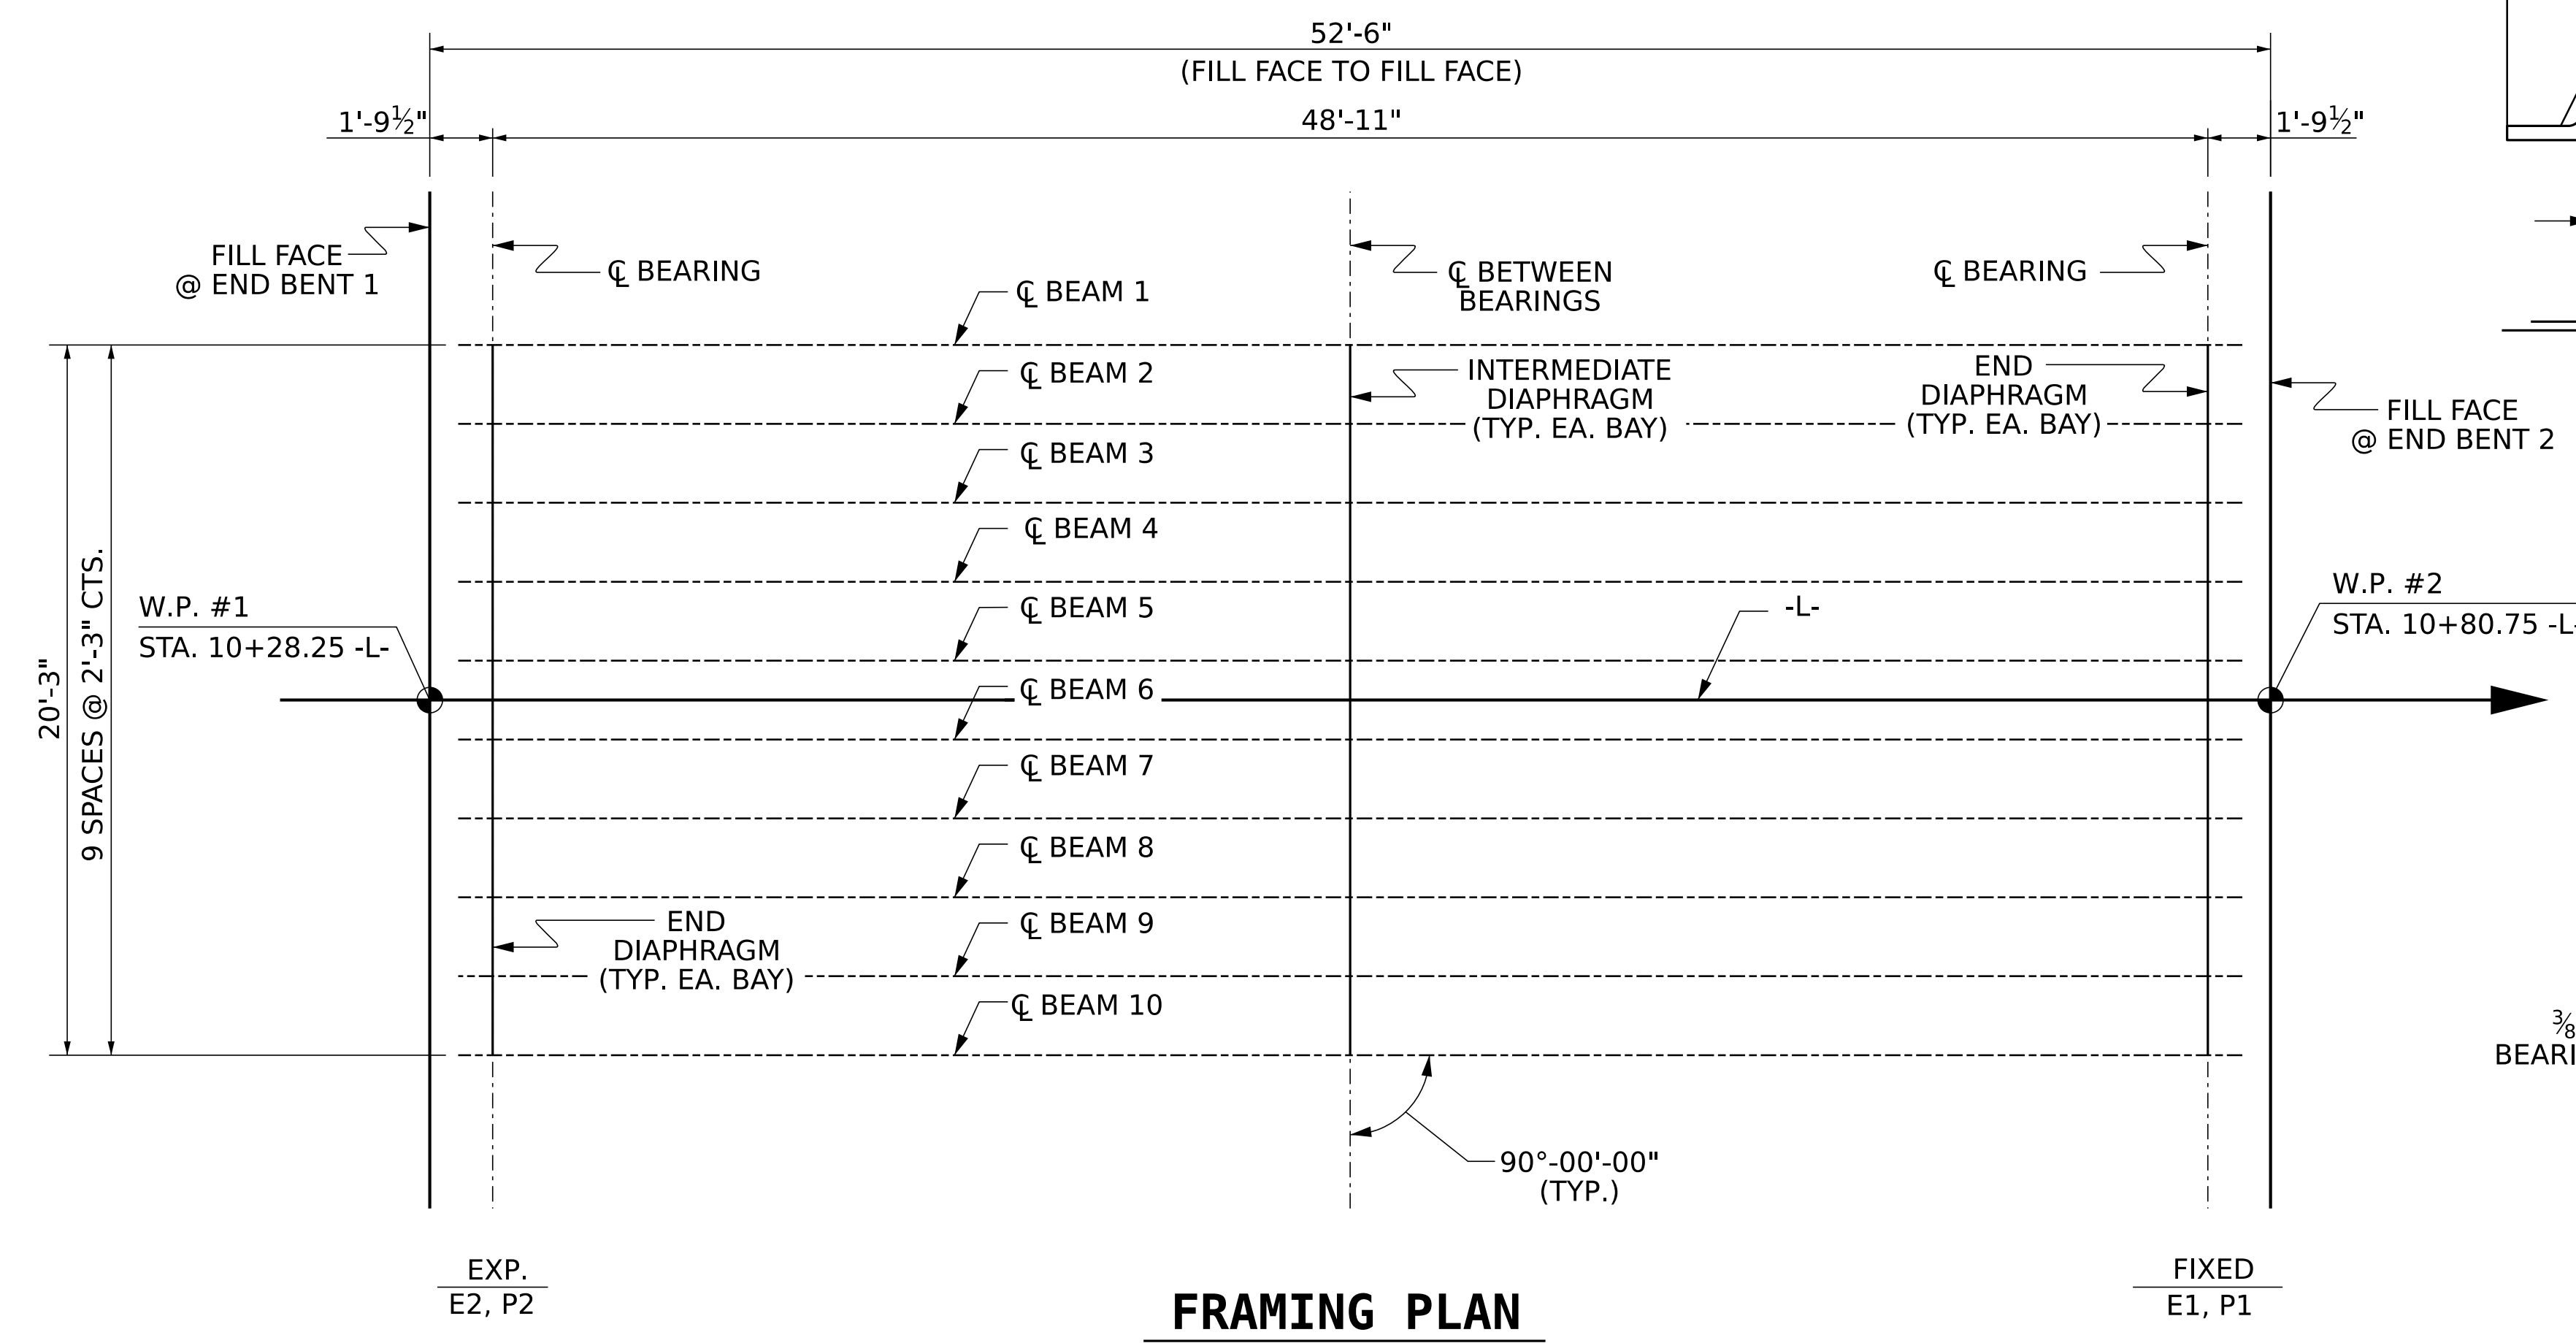 52'-6"
(FILL FACE TO FILL FACE)
1'-9½"
48'-11"
1'-9½"
FILL FACE
@ END BENT 1
℄ BEARING
℄ BETWEEN
BEARINGS
℄ BEARING
℄ BEAM 1
℄ BEAM 2
INTERMEDIATE
DIAPHRAGM
(TYP. EA. BAY)
END
DIAPHRAGM
(TYP. EA. BAY)
FILL FACE
@ END BENT 2
℄ BEAM 3
℄ BEAM 4
℄ BEAM 5
W.P. #1
STA. 10+28.25 -L-
-L-
W.P. #2
STA. 10+80.75 -L-
20'-3"
9 SPACES @ 2'-3" CTS.
℄ BEAM 6
℄ BEAM 7
℄ BEAM 8
℄ BEAM 9
END
DIAPHRAGM
(TYP. EA. BAY)
℄ BEAM 10
⅜
BEARI
90°-00'-00"
(TYP.)
EXP.
E2, P2
FIXED
E1, P1
FRAMING PLAN